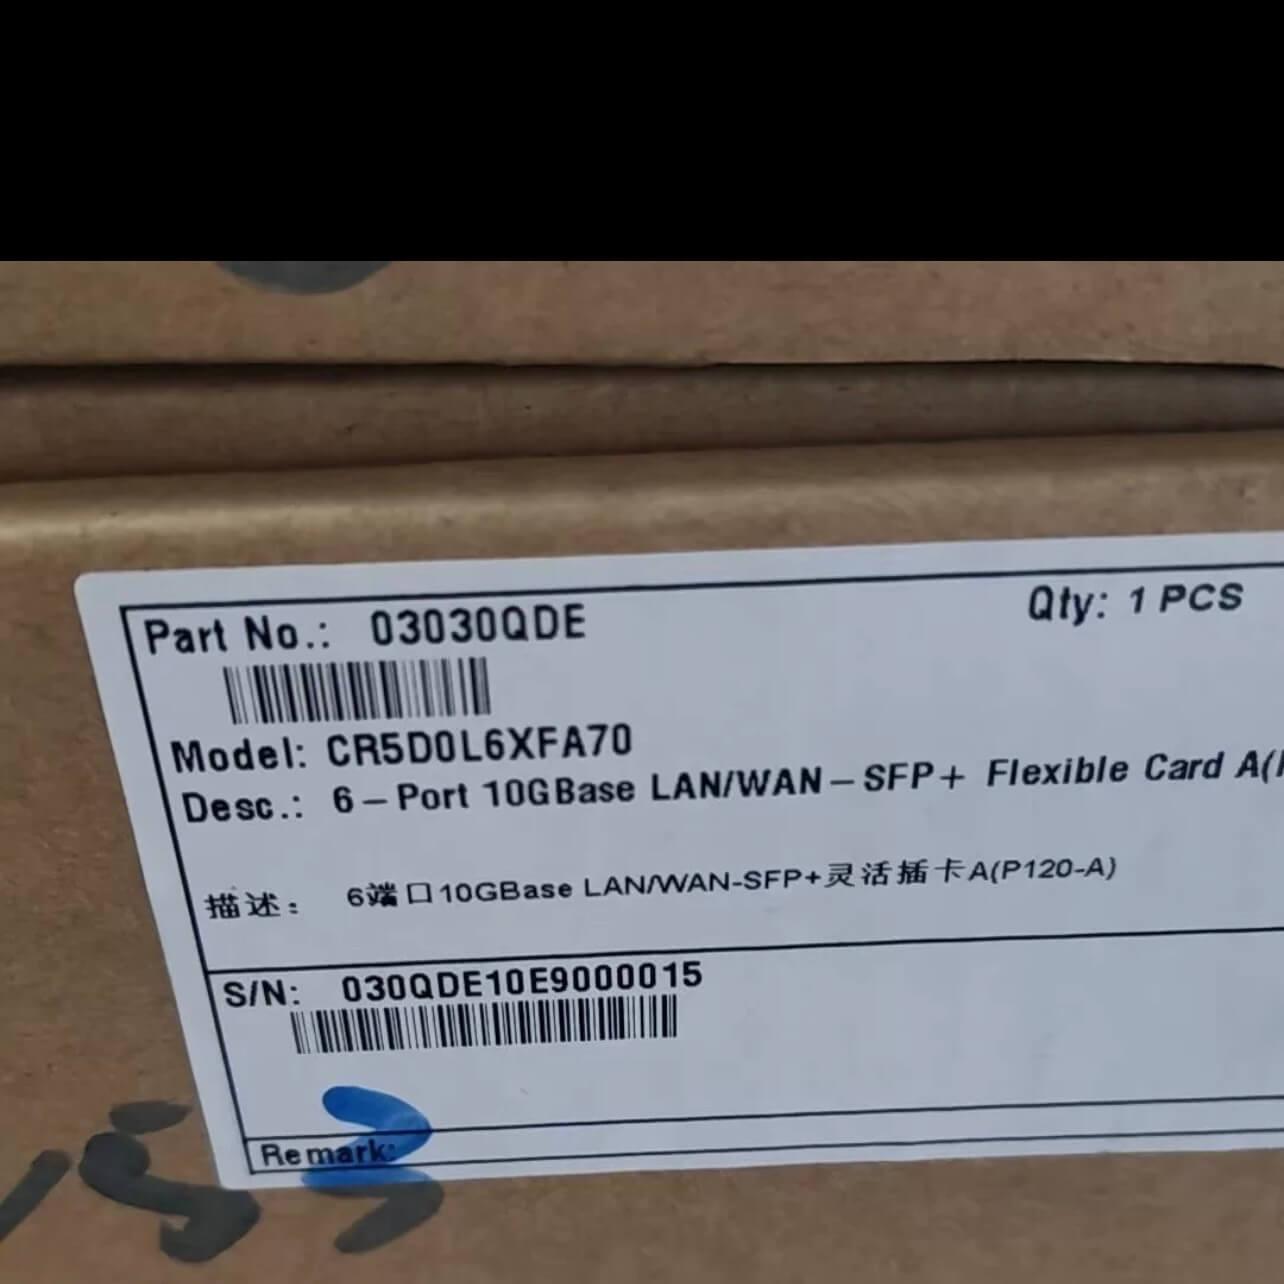 Part No.: 03030QDE
Qty: 1 PCS
Model: CR5D0L6XFA70
Desc.: 6-Port 10GBase LAN/WAN-SFP+ Flexible Card A(
描述: 6端口10GBase LAN/WAN-SFP+灵活插卡A(P120-A)
S/N: 030QDE10E9000015
Remark: